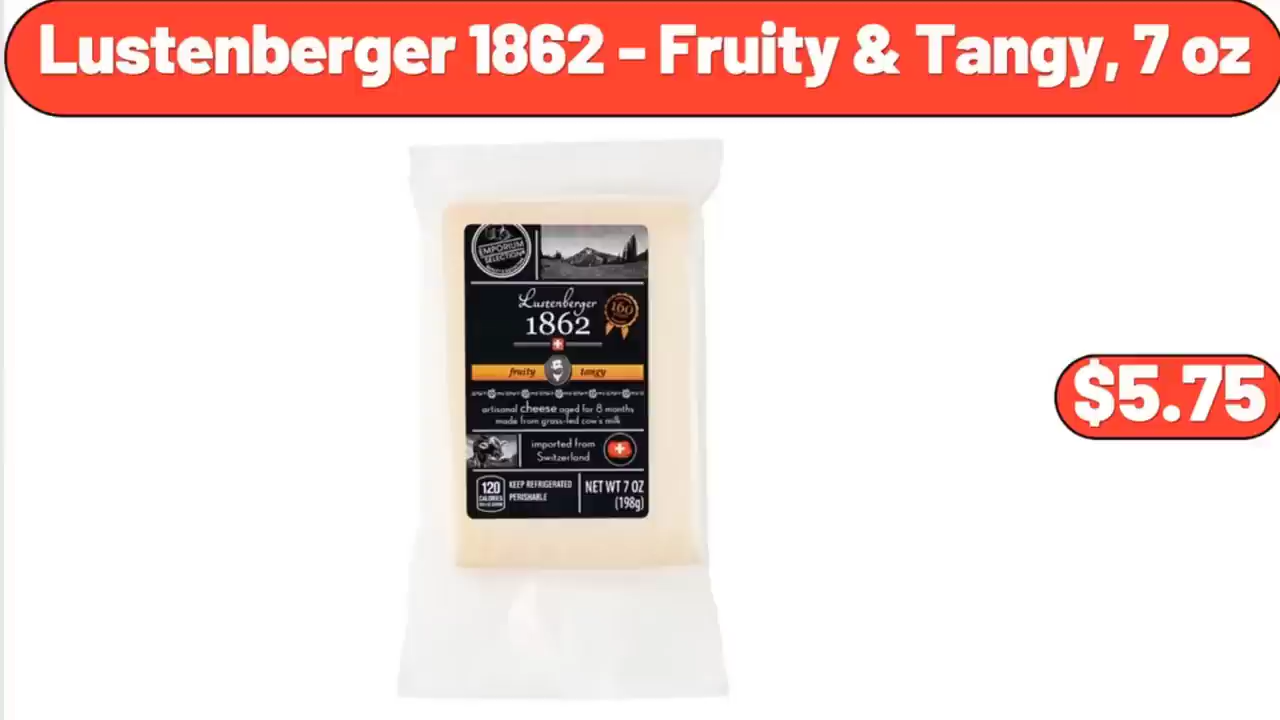 Lustenberger 1862 - Fruity & Tangy, 7 oz
EMPORIUM
SELECTION
Lustenberger
1862
160
fruity tangy
artisanal cheese aged for 8 months
made from grass-fed cow's milk
imported from
Switzerland
120
CALORIES
KEEP REFRIGERATED
PERISHABLE
NET WT 7 OZ
(198g)
$5.75